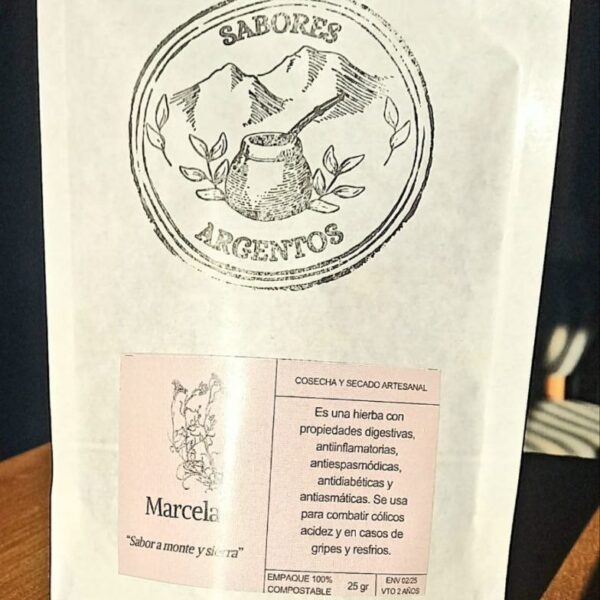 SABORES
ARGENTOS
Marcela
"Sabor a monte y sierra"
COSECHA Y SECADO ARTESANAL
Es una hierba con
propiedades digestivas,
antiinflamatorias,
antiespasmódicas,
antidiabéticas y
antiasmáticas. Se usa
para combatir cólicos
acidez y en casos de
gripes y resfrios.
EMPAQUE 100%
COMPOSTABLE
25 gr
ENV 02/25
VTO 2 AÑOS